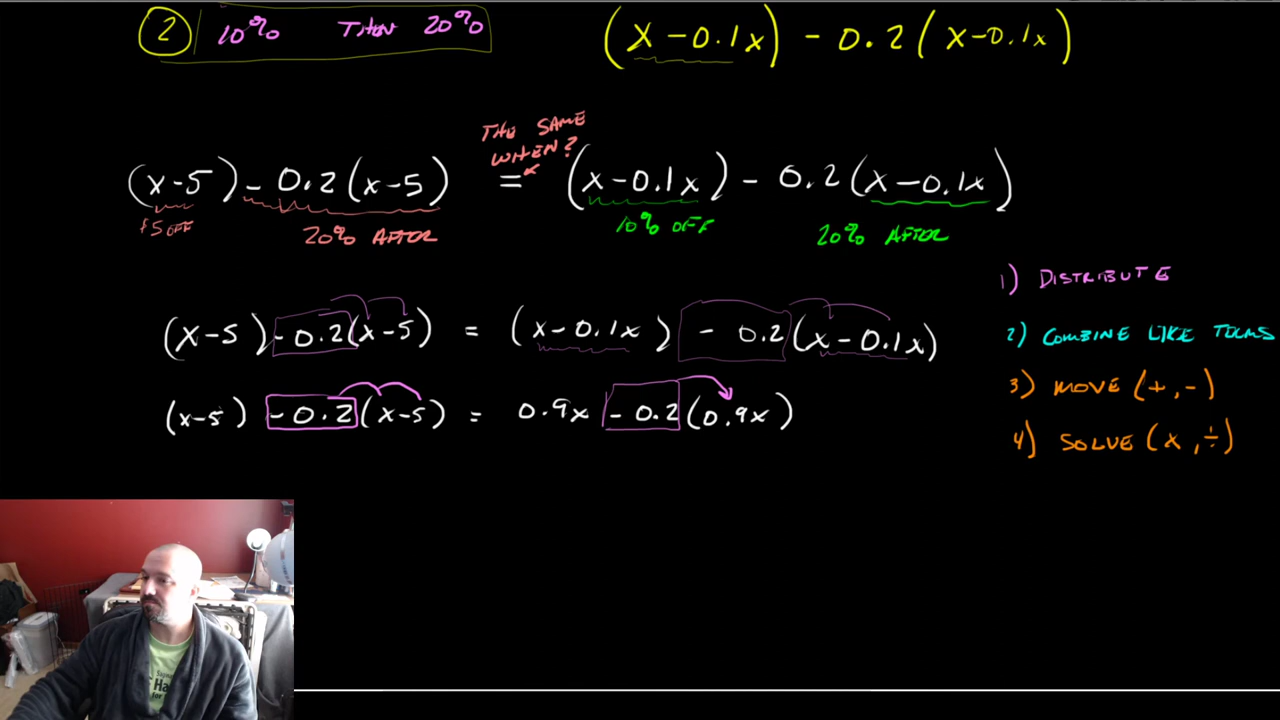 2 10% THEN 20% (x-0.1x) - 0.2(x-0.1x)
THE SAME
WHEN?
(x-5) - 0.2(x-5) = (x-0.1x) - 0.2(x-0.1x)
$5 OFF 20% AFTER 10% OFF 20% AFTER
1) DISTRIBUTE
(x-5) - 0.2(x-5) = (x-0.1x) - 0.2(x-0.1x)
2) COMBINE LIKE TERMS
3) MOVE (+,-)
(x-5) - 0.2(x-5) = 0.9x - 0.2(0.9x)
4) SOLVE (x,÷)